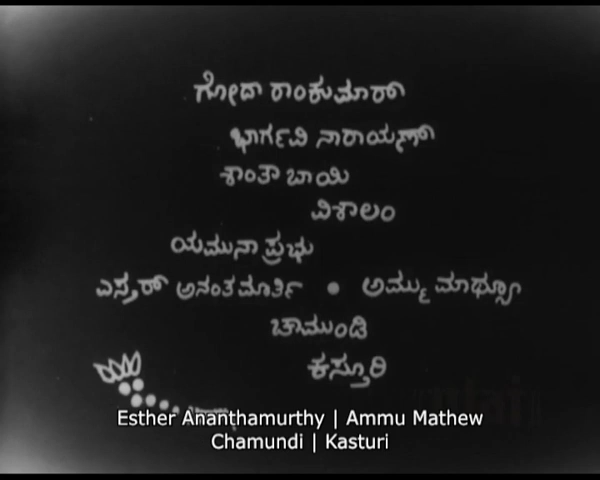 ಗೋದಾ ರಾಂಕುಮಾರ್
ಭಾರ್ಗವಿ ನಾರಾಯಣ್
ಶಾಂತಾ ಬಾಯಿ
ವಿಶಾಲಂ
ಯಮುನಾ ಪ್ರಭು
ಎಸ್ತರ್ ಅನಂತಮೂರ್ತಿ • ಅಮ್ಮು ಮಾಥ್ಯೂ
ಚಾಮುಂಡಿ
ಕಸ್ತೂರಿ
Esther Ananthamurthy | Ammu Mathew
Chamundi | Kasturi